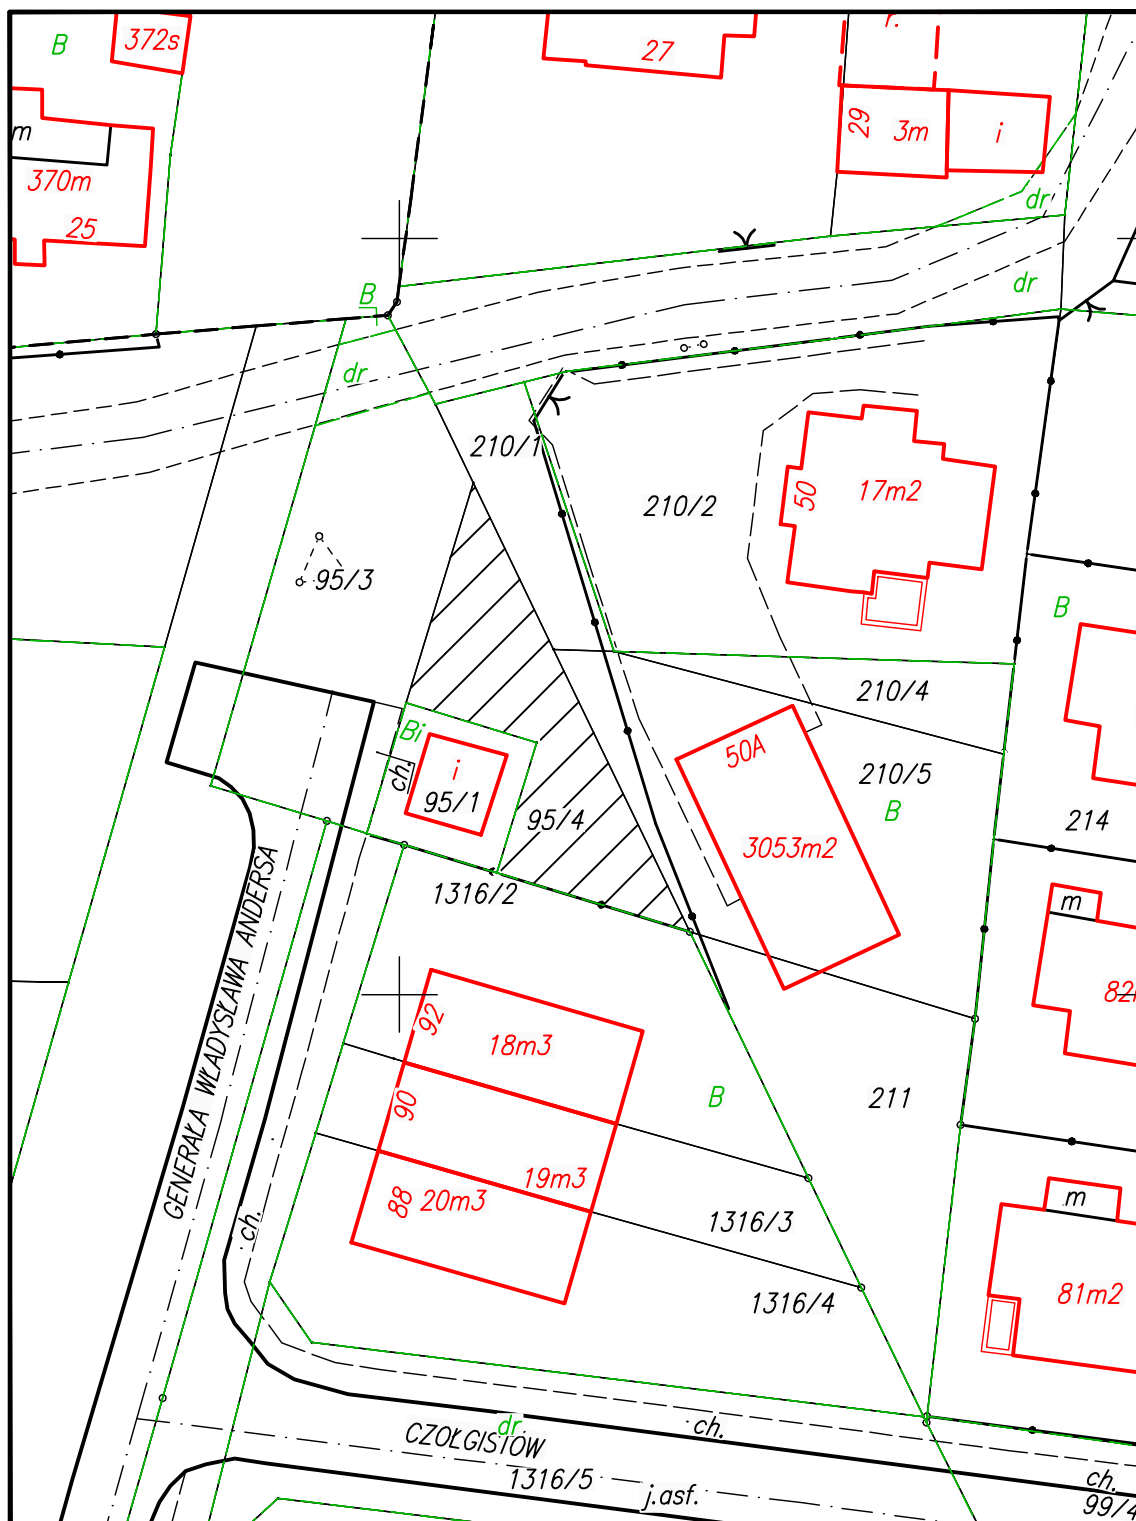 B
372s
27
r.
29
3m
i
m
370m
25
dr
dr
B
dr
210/1
210/2
50
17m2
95/3
B
210/4
Bi
50A
i
ch.
95/1
95/4
210/5
B
214
3053m2
1316/2
m
GENERAŁA WŁADYSŁAWA ANDERSA
92
18m3
90
B
211
19m3
88
20m3
m
ch.
1316/3
1316/4
81m2
dr
CZOŁGISTÓW
ch.
1316/5
j.asf.
ch.